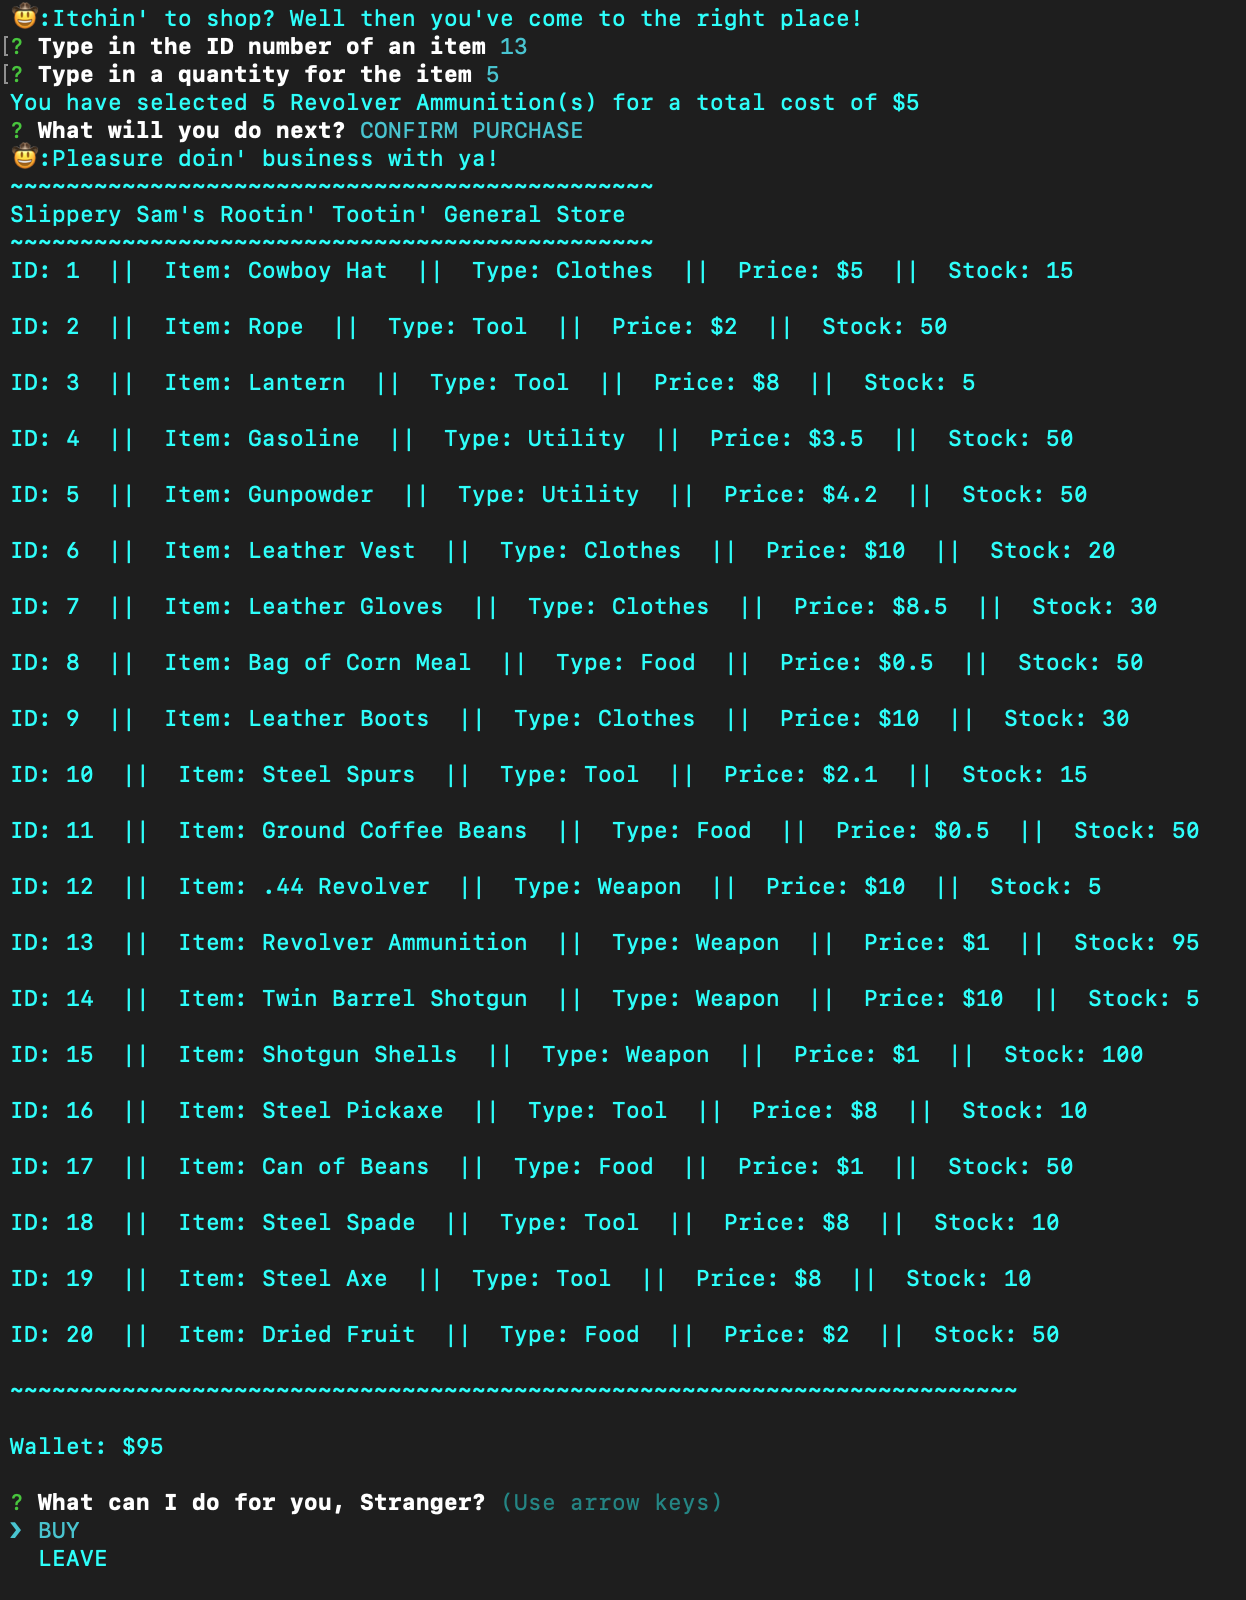 🤠:Itchin' to shop? Well then you've come to the right place!
[? Type in the ID number of an item 13
[? Type in a quantity for the item 5
You have selected 5 Revolver Ammunition(s) for a total cost of $5
? What will you do next? CONFIRM PURCHASE
🤠:Pleasure doin' business with ya!
~~~~~~~~~~~~~~~~~~~~~~~~~~~~~~~~~~~~~~~~~~~~~~
Slippery Sam's Rootin' Tootin' General Store
~~~~~~~~~~~~~~~~~~~~~~~~~~~~~~~~~~~~~~~~~~~~~~
ID: 1  ||  Item: Cowboy Hat  ||  Type: Clothes  ||  Price: $5  ||  Stock: 15
ID: 2  ||  Item: Rope  ||  Type: Tool  ||  Price: $2  ||  Stock: 50
ID: 3  ||  Item: Lantern  ||  Type: Tool  ||  Price: $8  ||  Stock: 5
ID: 4  ||  Item: Gasoline  ||  Type: Utility  ||  Price: $3.5  ||  Stock: 50
ID: 5  ||  Item: Gunpowder  ||  Type: Utility  ||  Price: $4.2  ||  Stock: 50
ID: 6  ||  Item: Leather Vest  ||  Type: Clothes  ||  Price: $10  ||  Stock: 20
ID: 7  ||  Item: Leather Gloves  ||  Type: Clothes  ||  Price: $8.5  ||  Stock: 30
ID: 8  ||  Item: Bag of Corn Meal  ||  Type: Food  ||  Price: $0.5  ||  Stock: 50
ID: 9  ||  Item: Leather Boots  ||  Type: Clothes  ||  Price: $10  ||  Stock: 30
ID: 10  ||  Item: Steel Spurs  ||  Type: Tool  ||  Price: $2.1  ||  Stock: 15
ID: 11  ||  Item: Ground Coffee Beans  ||  Type: Food  ||  Price: $0.5  ||  Stock: 50
ID: 12  ||  Item: .44 Revolver  ||  Type: Weapon  ||  Price: $10  ||  Stock: 5
ID: 13  ||  Item: Revolver Ammunition  ||  Type: Weapon  ||  Price: $1  ||  Stock: 95
ID: 14  ||  Item: Twin Barrel Shotgun  ||  Type: Weapon  ||  Price: $10  ||  Stock: 5
ID: 15  ||  Item: Shotgun Shells  ||  Type: Weapon  ||  Price: $1  ||  Stock: 100
ID: 16  ||  Item: Steel Pickaxe  ||  Type: Tool  ||  Price: $8  ||  Stock: 10
ID: 17  ||  Item: Can of Beans  ||  Type: Food  ||  Price: $1  ||  Stock: 50
ID: 18  ||  Item: Steel Spade  ||  Type: Tool  ||  Price: $8  ||  Stock: 10
ID: 19  ||  Item: Steel Axe  ||  Type: Tool  ||  Price: $8  ||  Stock: 10
ID: 20  ||  Item: Dried Fruit  ||  Type: Food  ||  Price: $2  ||  Stock: 50
~~~~~~~~~~~~~~~~~~~~~~~~~~~~~~~~~~~~~~~~~~~~~~~~~~~~~~~~~~~~~~~~~~~~~~~~
Wallet: $95
? What can I do for you, Stranger? (Use arrow keys)
❯ BUY
  LEAVE